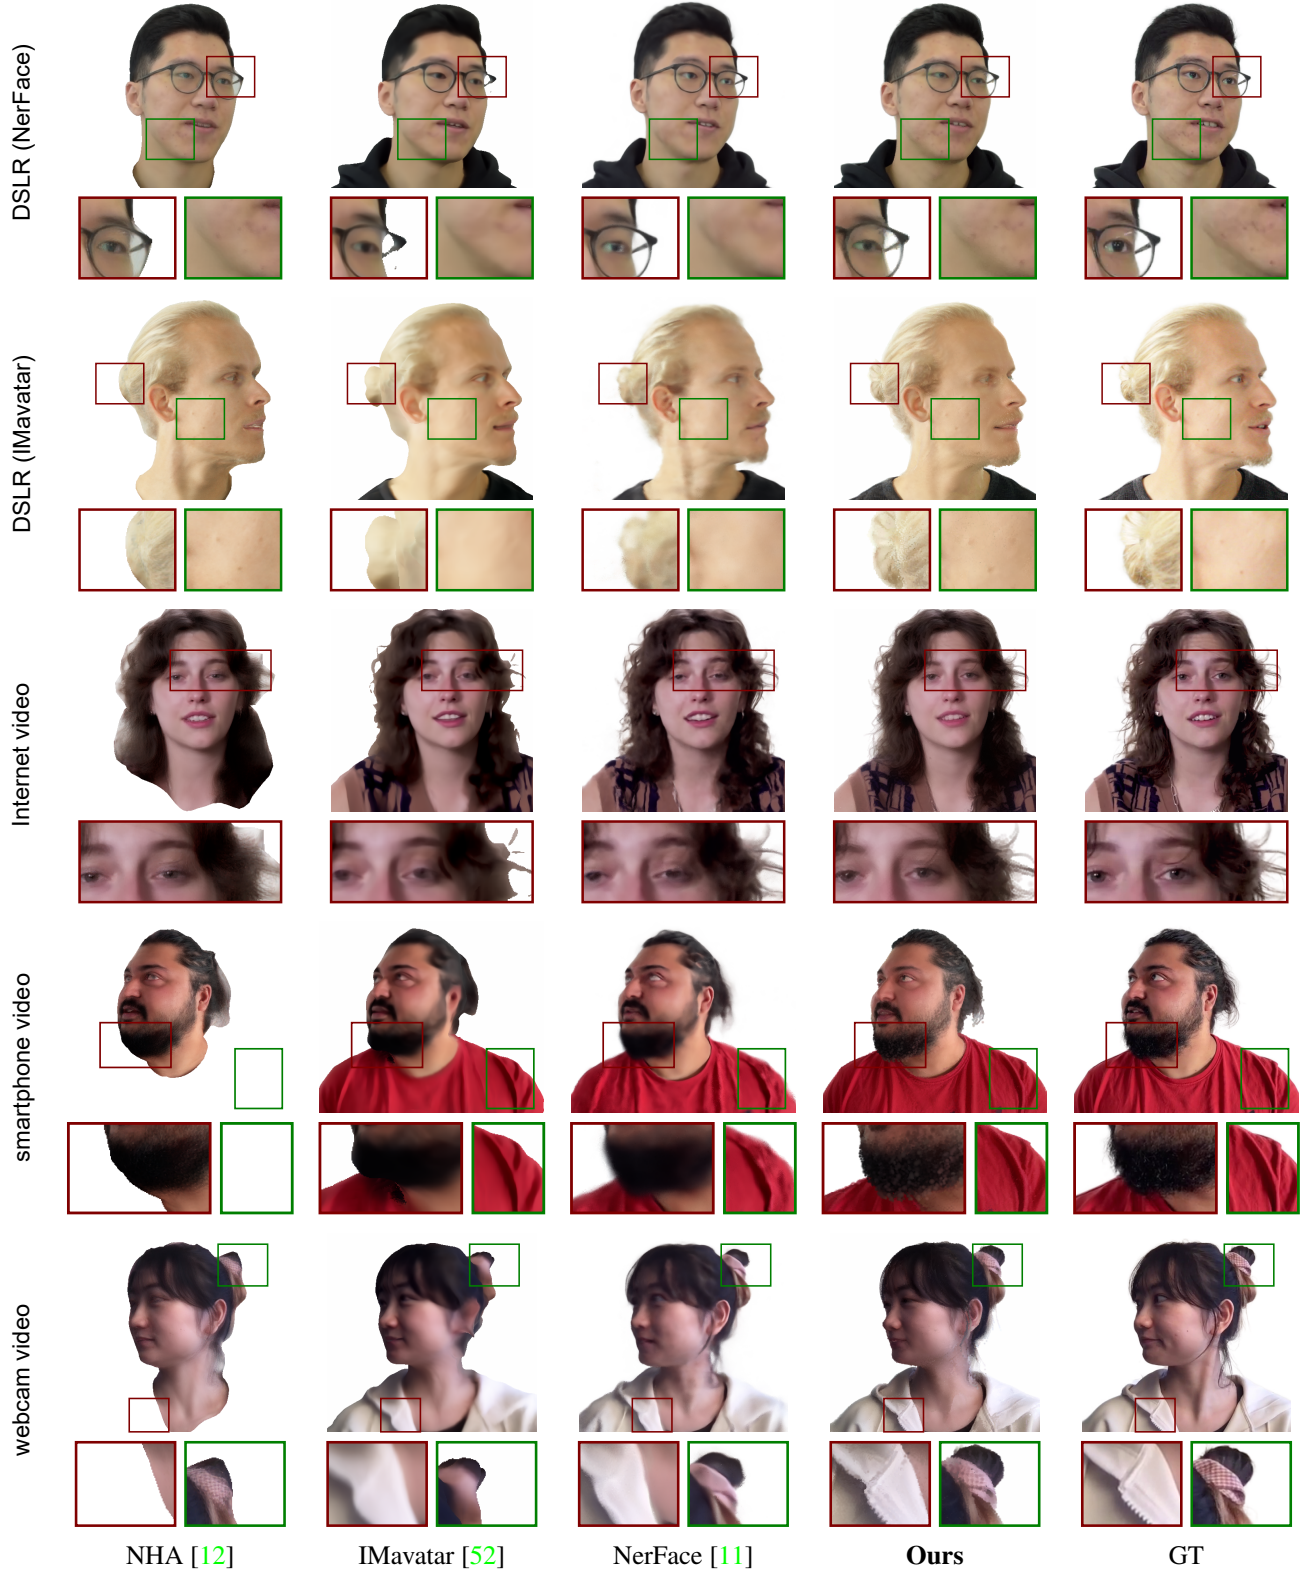 DSLR (NerFace)
DSLR (IMavatar)
Internet video
smartphone video
webcam video
NHA [12]
IMavatar [52]
NerFace [11]
Ours
GT